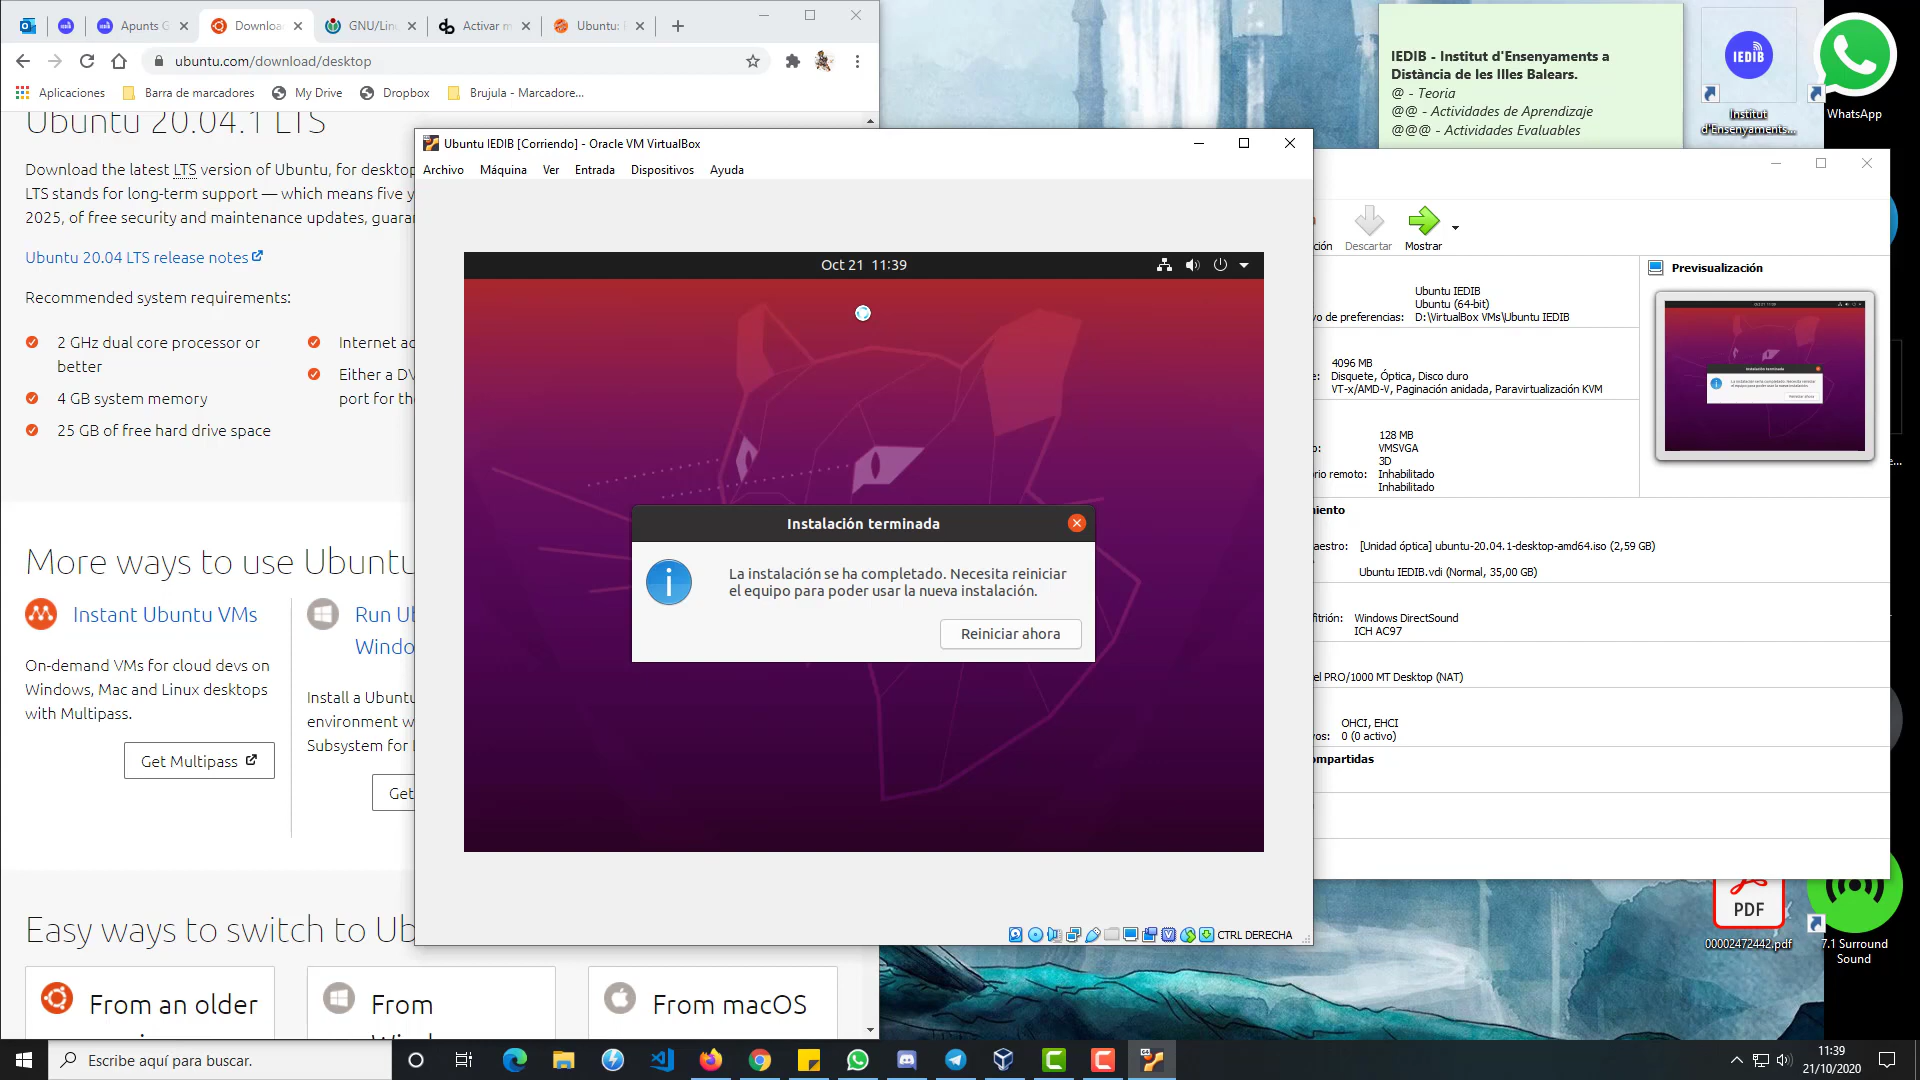 Apunts G
Downloa
GNU/Lin
Activar m
Ubuntu: 
ubuntu.com/download/desktop
Aplicaciones
Barra de marcadores
My Drive
Dropbox
Brujula - Marcadore...
Ubuntu 20.04.1 LTS
Download the latest LTS version of Ubuntu, for desktop
LTS stands for long-term support — which means five y
2025, of free security and maintenance updates, guarar
Ubuntu 20.04 LTS release notes
Recommended system requirements:
2 GHz dual core processor or
better
4 GB system memory
25 GB of free hard drive space
Internet ac
Either a DV
port for the
More ways to use Ubuntu
Instant Ubuntu VMs
On-demand VMs for cloud devs on
Windows, Mac and Linux desktops
with Multipass.
Get Multipass
Run Ub
Windo
Install a Ubuntu
environment w
Subsystem for L
Get
Easy ways to switch to Ub
From an older
From
From macOS
Ubuntu IEDIB [Corriendo] - Oracle VM VirtualBox
Archivo
Máquina
Ver
Entrada
Dispositivos
Ayuda
Oct 21 11:39
Instalación terminada
La instalación se ha completado. Necesita reiniciar
el equipo para poder usar la nueva instalación.
Reiniciar ahora
CTRL DERECHA
IEDIB - Institut d'Ensenyaments a
Distància de les Illes Balears.
@ - Teoria
@@ - Actividades de Aprendizaje
@@@ - Actividades Evaluables
IEDIB
Institut
d'Ensenyaments...
WhatsApp
ción
Descartar
Mostrar
Previsualización
Ubuntu IEDIB
Ubuntu (64-bit)
vo de preferencias: D:\VirtualBox VMs\Ubuntu IEDIB
4096 MB
e: Disquete, Óptica, Disco duro
VT-x/AMD-V, Paginación anidada, Paravirtualización KVM
128 MB
o: VMSVGA
3D
rio remoto: Inhabilitado
Inhabilitado
miento
aestro: [Unidad óptica] ubuntu-20.04.1-desktop-amd64.iso (2,59 GB)
Ubuntu IEDIB.vdi (Normal, 35,00 GB)
fitrión: Windows DirectSound
ICH AC97
el PRO/1000 MT Desktop (NAT)
OHCI, EHCI
vos: 0 (0 activo)
ompartidas
PDF
00002472442.pdf
7.1 Surround
Sound
Escribe aquí para buscar.
11:39
21/10/2020